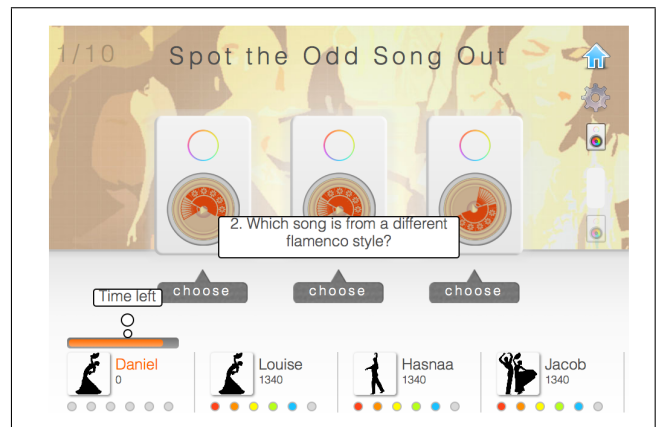 1/10
Spot the Odd Song Out
2. Which song is from a different
flamenco style?
choose
choose
choose
Time left
Daniel
0
Louise
1340
Hasnaa
1340
Jacob
1340